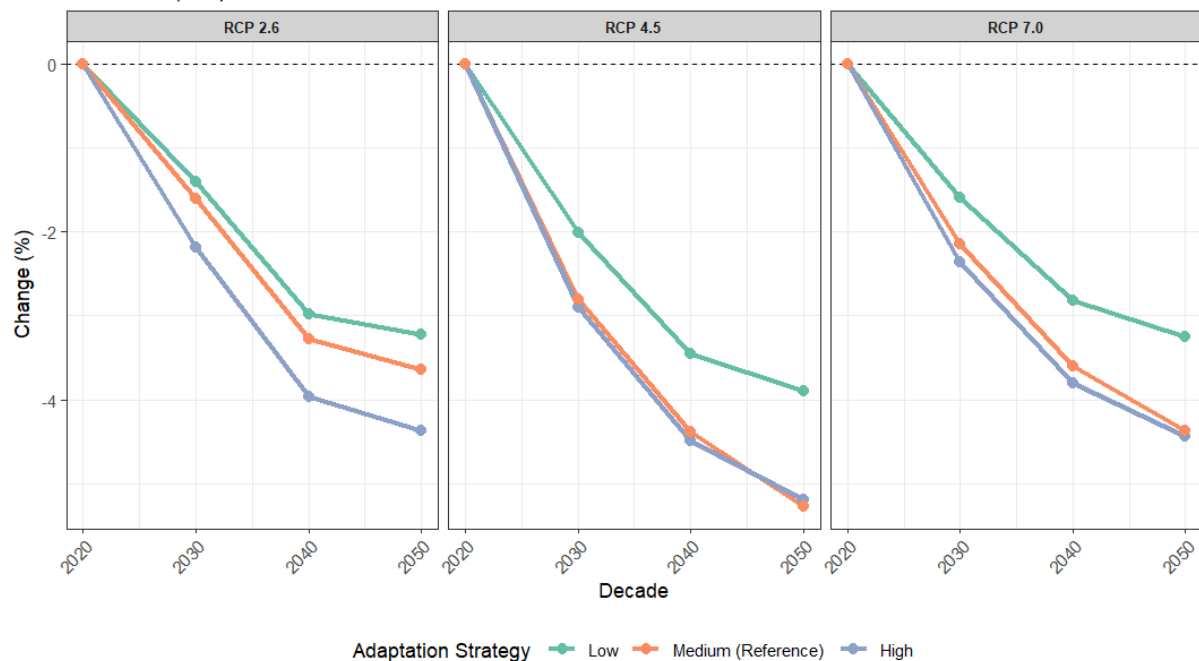 RCP 2.6 RCP 4.5 RCP 7.0
0
-2
-4
Change (%)
2020 2030 2040 2050 2020 2030 2040 2050 2020 2030 2040 2050
Decade
Adaptation Strategy Low Medium (Reference) High